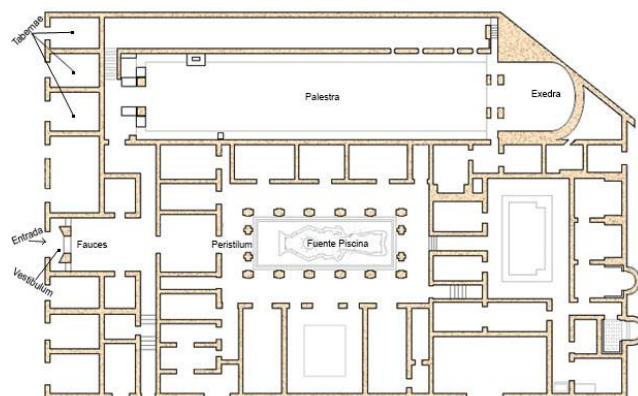 Tabernae
Palestra
Exedra
Entrada
Fauces
Vestibulum
Peristilum
Fuente Piscina